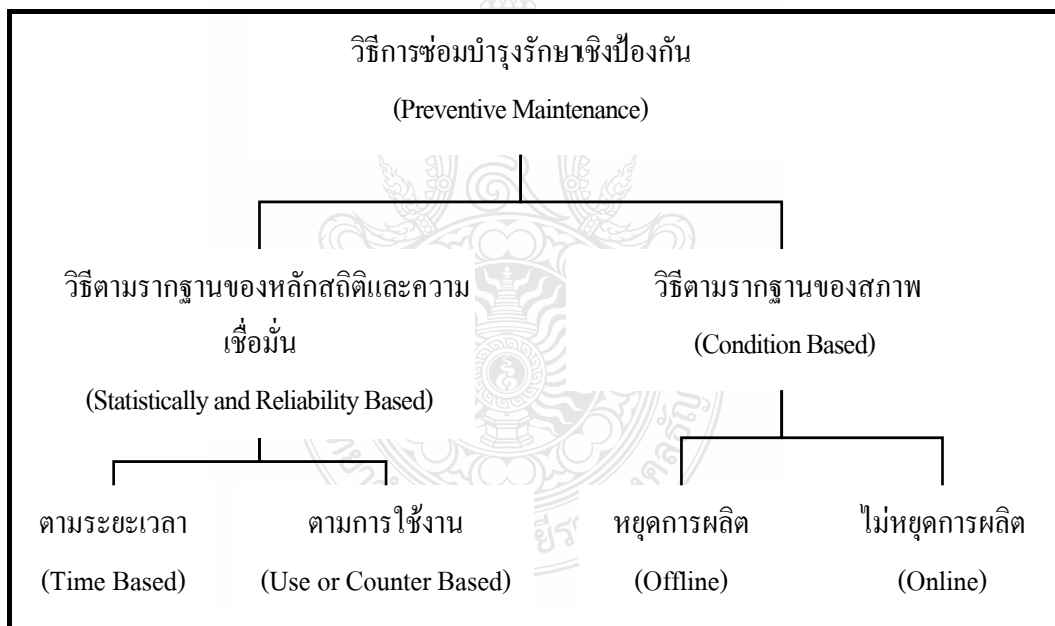 วิธีการซ่อมบำรุงรักษาเชิงป้องกัน
(Preventive Maintenance)
วิธีตามรากฐานของหลักสถิติและความ
เชื่อมั่น
(Statistically and Reliability Based)
วิธีตามรากฐานของสภาพ
(Condition Based)
ตามระยะเวลา
(Time Based)
ตามการใช้งาน
(Use or Counter Based)
หยุดการผลิต
(Offline)
ไม่หยุดการผลิต
(Online)